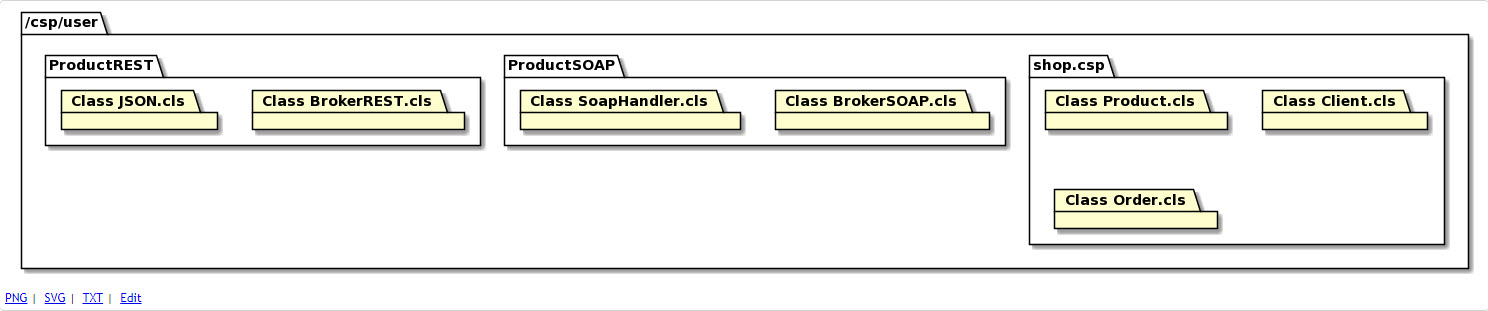 /csp/user
ProductREST
Class JSON.cls
Class BrokerREST.cls
ProductSOAP
Class SoapHandler.cls
Class BrokerSOAP.cls
shop.csp
Class Product.cls
Class Client.cls
Class Order.cls
PNG | SVG | TXT | Edit